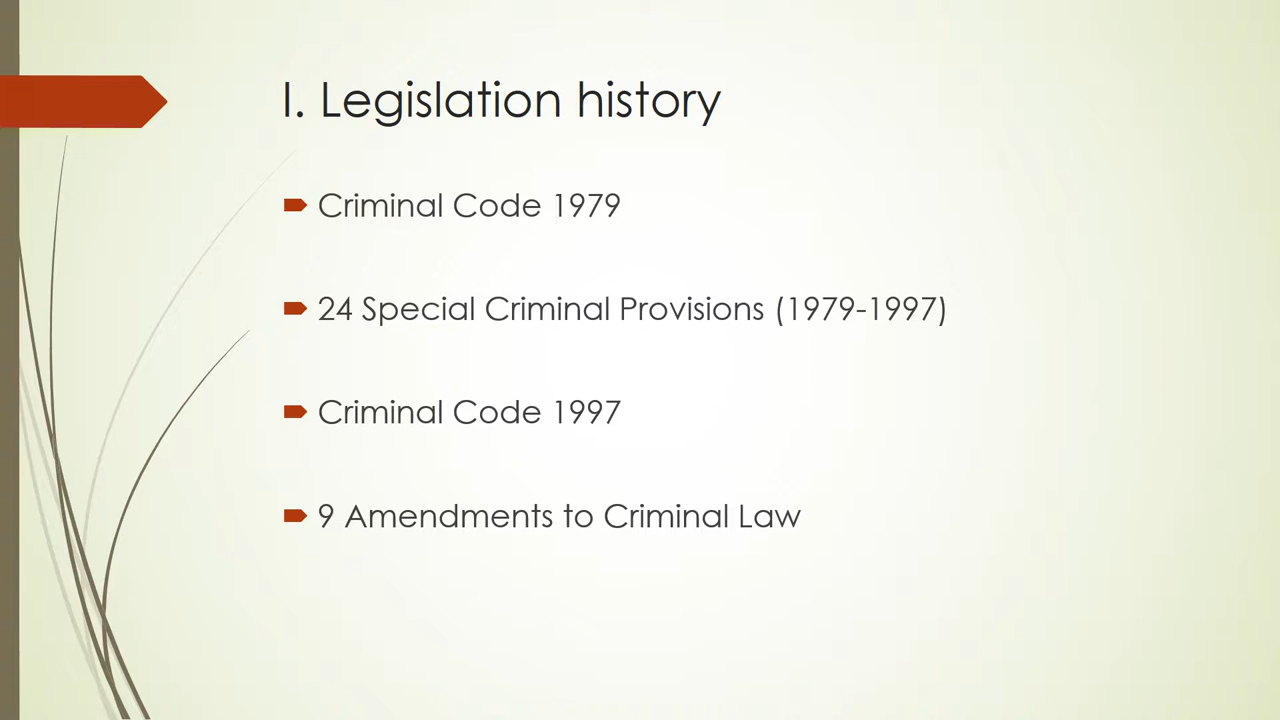 I. Legislation history
Criminal Code 1979
24 Special Criminal Provisions (1979-1997)
Criminal Code 1997
9 Amendments to Criminal Law